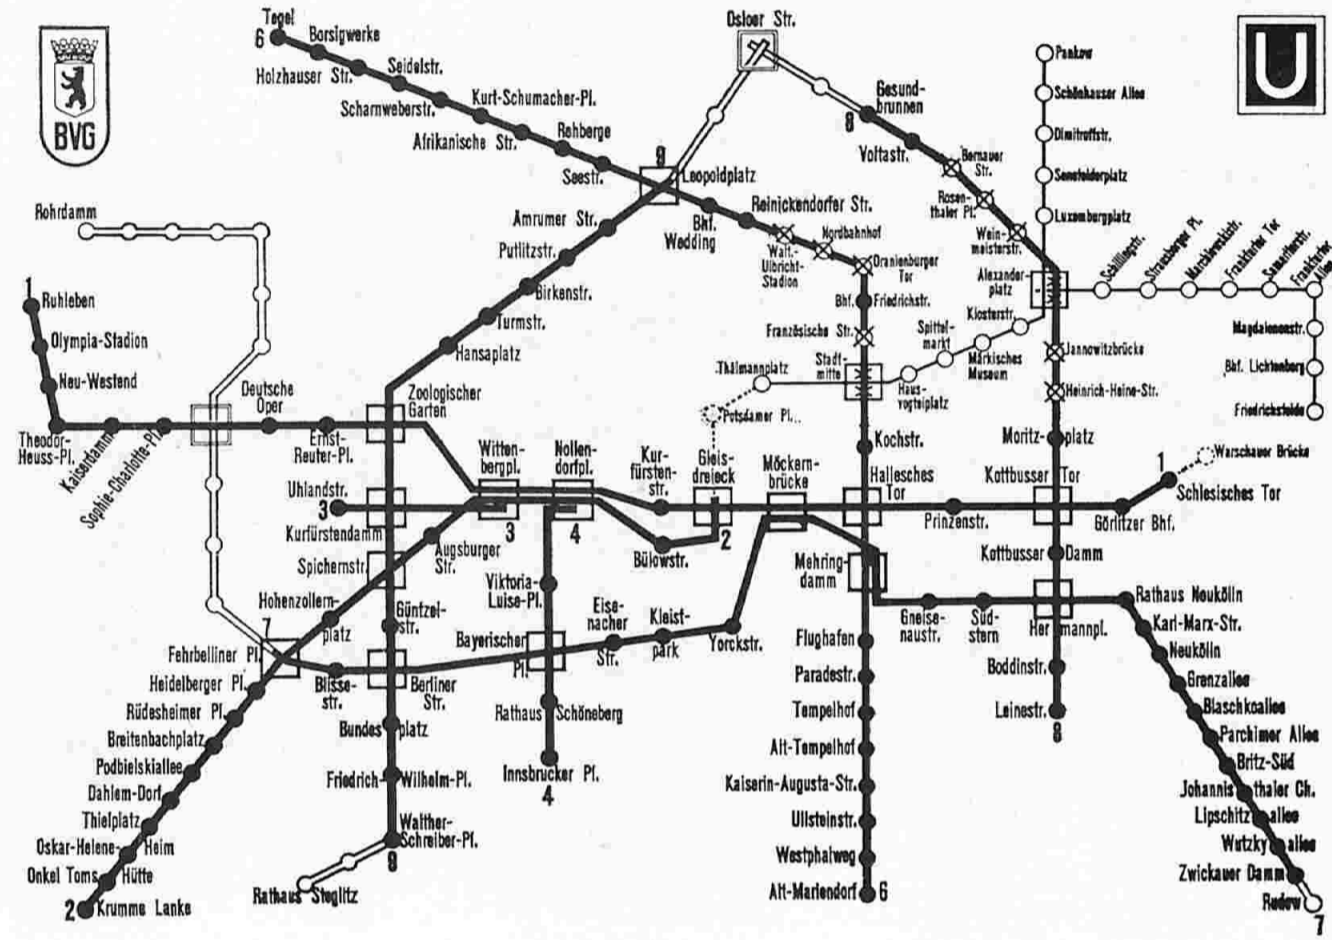 Tegel
6
Borsigwerke
Holzhauser Str.
Seidelstr.
Scharnweberstr.
Kurt-Schumacher-Pl.
Afrikanische Str.
Rehberge
Seestr.
9
Leopoldplatz
Osloer Str.
Gesund-
brunnen
8
Voltastr.
Bernauer
Str.
Rosen-
thaler Pl.
Wein-
meisterstr.
Alexander-
platz
Pankow
Schönhauser Allee
Dimitroffstr.
Senefelderplatz
Luxemburgplatz
U
BVG
Schillingstr.
Strausberger Pl.
Marchlewskistr.
Frankfurter Tor
Samariterstr.
Frankfurter
Allee
Magdalenenstr.
Bhf. Lichtenberg
Friedrichsfelde
Rohrdamm
1
Ruhleben
Olympia-Stadion
Neu-Westend
Theodor-
Heuss-Pl.
Kaiserdamm
Sophie-Charlotte-Pl.
Deutsche
Oper
Ernst-
Reuter-Pl.
Zoologischer
Garten
Amrumer Str.
Putlitzstr.
Birkenstr.
Turmstr.
Hansaplatz
Bhf.
Wedding
Reinickendorfer Str.
Walt.-
Ulbricht-
Stadion
Nordbahnhof
Oranienburger
Tor
Bhf. Friedrichstr.
Französische Str.
Stadt-
mitte
Thälmannplatz
Potsdamer Pl.
Haus-
vogteiplatz
Spittel-
markt
Märkisches
Museum
Klosterstr.
Jannowitzbrücke
Heinrich-Heine-Str.
Moritz-platz
Kochstr.
Uhlandstr.
3
Kurfürstendamm
Witten-
bergpl.
3
Nollen-
dorfpl.
4
Kur-
fürsten-
str.
Gleis-
dreieck
2
Möckern-
brücke
Hallesches
Tor
Prinzenstr.
Kottbusser Tor
Görlitzer Bhf.
1
Schlesisches Tor
Warschauer Brücke
Bülowstr.
Augsburger
Str.
Spichernstr.
Hohenzollern-
platz
7
Fehrbelliner Pl.
Blisse-
str.
Güntzel-
str.
Berliner
Str.
Viktoria-
Luise-Pl.
Bayerischer
Pl.
Eise-
nacher
Str.
Kleist-
park
Yorckstr.
Mehring-
damm
Gneise-
naustr.
Süd-
stern
Kottbusser Damm
Hermannpl.
Boddinstr.
Leinestr.
8
Rathaus Neukölln
Karl-Marx-Str.
Neukölln
Grenzallee
Blaschkoallee
Parchimer Allee
Britz-Süd
Johannisthaler Ch.
Lipschitzallee
Wutzkyallee
Zwickauer Damm
Rudow
7
Heidelberger Pl.
Rüdesheimer Pl.
Breitenbachplatz
Podbielskiallee
Dahlem-Dorf
Thielplatz
Oskar-Helene-Heim
Onkel Toms Hütte
2
Krumme Lanke
Bundesplatz
Friedrich-Wilhelm-Pl.
Walther-
Schreiber-Pl.
9
Rathaus Steglitz
Rathaus Schöneberg
Innsbrucker Pl.
4
Flughafen
Paradestr.
Tempelhof
Alt-Tempelhof
Kaiserin-Augusta-Str.
Ullsteinstr.
Westphalweg
Alt-Mariendorf
6